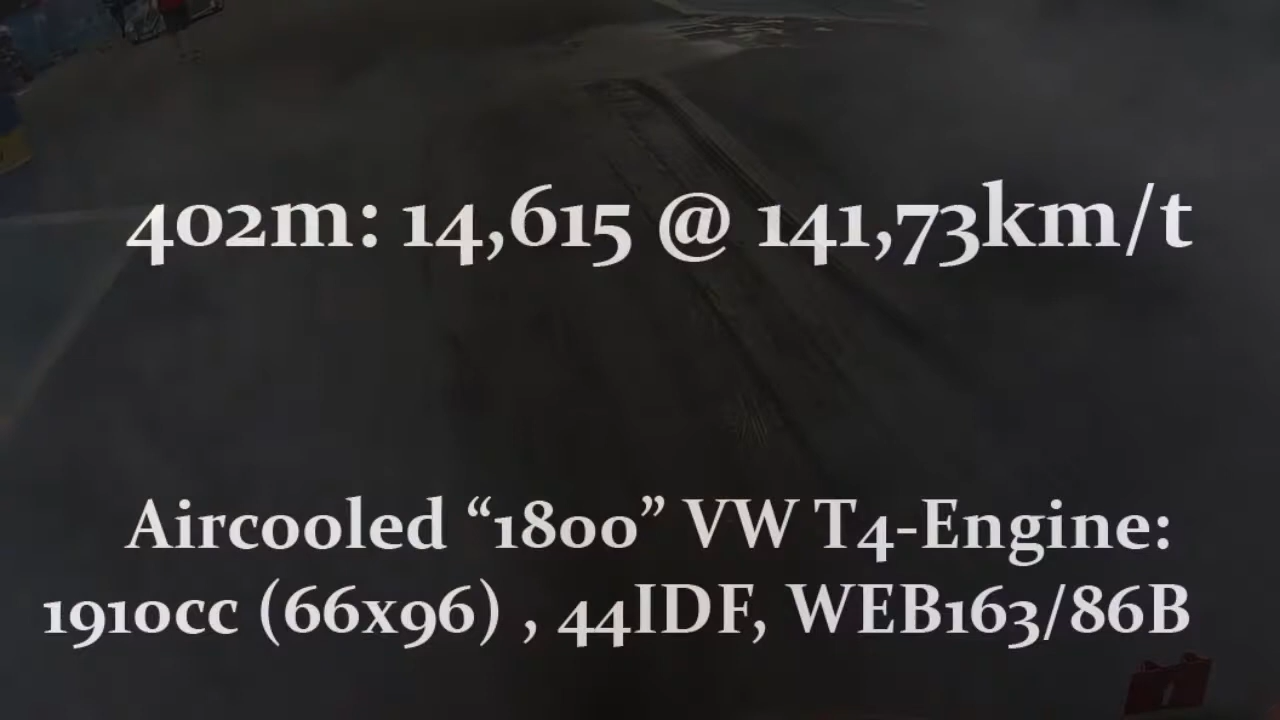 402m: 14,615 @ 141,73km/t
Aircooled “1800” VW T4-Engine:
1910cc (66x96) , 44IDF, WEB163/86B